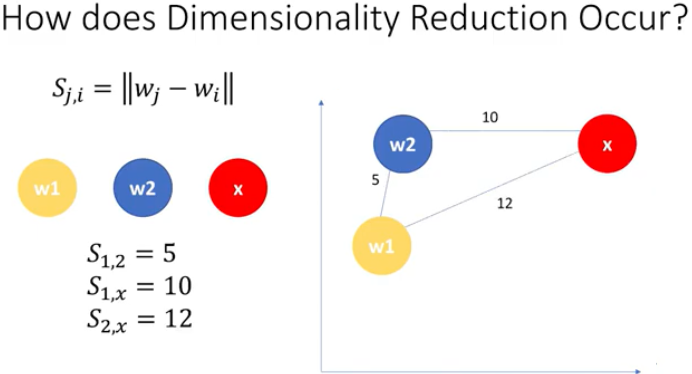 How does Dimensionality Reduction Occur?
S_{j,i} = ‖w_j − w_i‖
w1 w2 x
S_{1,2} = 5
S_{1,x} = 10
S_{2,x} = 12
10
w2
x
5
12
w1